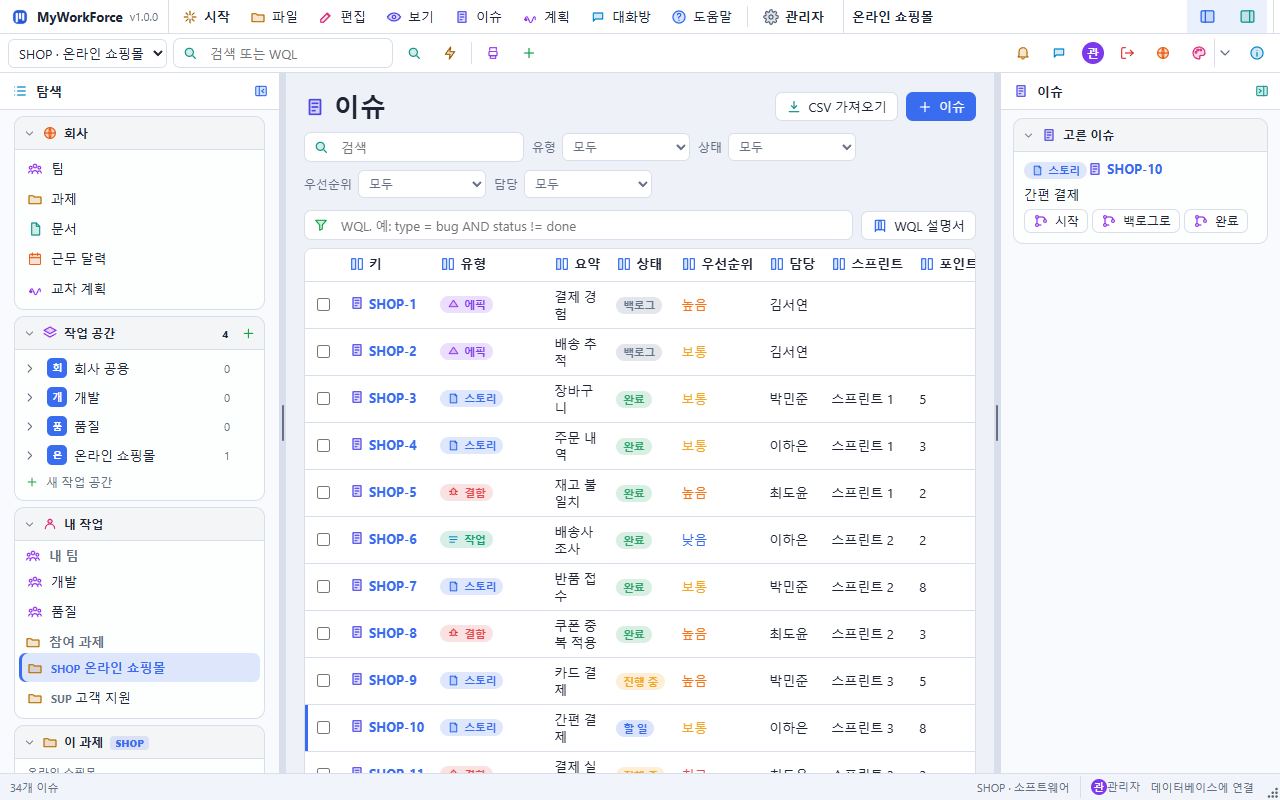 MyWorkForce v1.0.0 시작 파일 편집 보기 이슈 계획 대화방 도움말 관리자 온라인 쇼핑몰
SHOP · 온라인 쇼핑몰 검색 또는 WQL 관
탐색
회사
팀
과제
문서
근무 달력
교차 계획
작업 공간 4
회 회사 공용 0
개 개발 0
품 품질 0
온 온라인 쇼핑몰 1
새 작업 공간
내 작업
내 팀
개발
품질
참여 과제
SHOP 온라인 쇼핑몰
SUP 고객 지원
이 과제 SHOP
온라인 쇼핑몰
이슈
CSV 가져오기 이슈
검색 유형 모두 상태 모두
우선순위 모두 담당 모두
WQL. 예: type = bug AND status != done WQL 설명서
키 유형 요약 상태 우선순위 담당 스프린트 포인트
SHOP-1 에픽 결제 경험 백로그 높음 김서연
SHOP-2 에픽 배송 추적 백로그 보통 김서연
SHOP-3 스토리 장바구니 완료 보통 박민준 스프린트 1 5
SHOP-4 스토리 주문 내역 완료 보통 이하은 스프린트 1 3
SHOP-5 결함 재고 불일치 완료 높음 최도윤 스프린트 1 2
SHOP-6 작업 배송사 조사 완료 낮음 이하은 스프린트 2 2
SHOP-7 스토리 반품 접수 완료 보통 박민준 스프린트 2 8
SHOP-8 결함 쿠폰 중복 적용 완료 높음 최도윤 스프린트 2 3
SHOP-9 스토리 카드 결제 진행 중 높음 박민준 스프린트 3 5
SHOP-10 스토리 간편 결제 할 일 보통 이하은 스프린트 3 8
SHOP-11 결함 결제 실
이슈
고른 이슈
스토리 SHOP-10
간편 결제
시작 백로그로 완료
34개 이슈 SHOP · 소프트웨어 관 관리자 데이터베이스에 연결